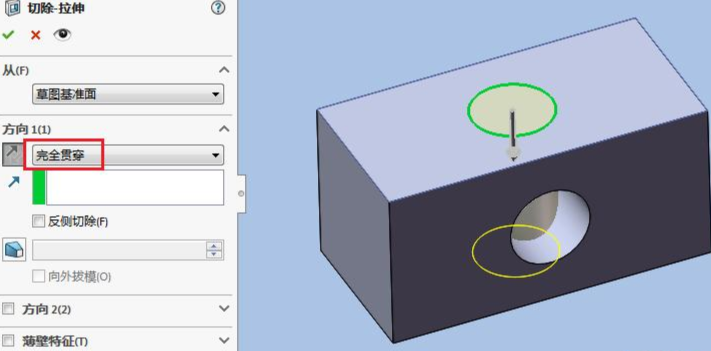 切除-拉伸
从(F)
草图基准面
方向 1(1)
完全贯穿
反侧切除(F)
向外拔模(O)
方向 2(2)
薄壁特征(T)